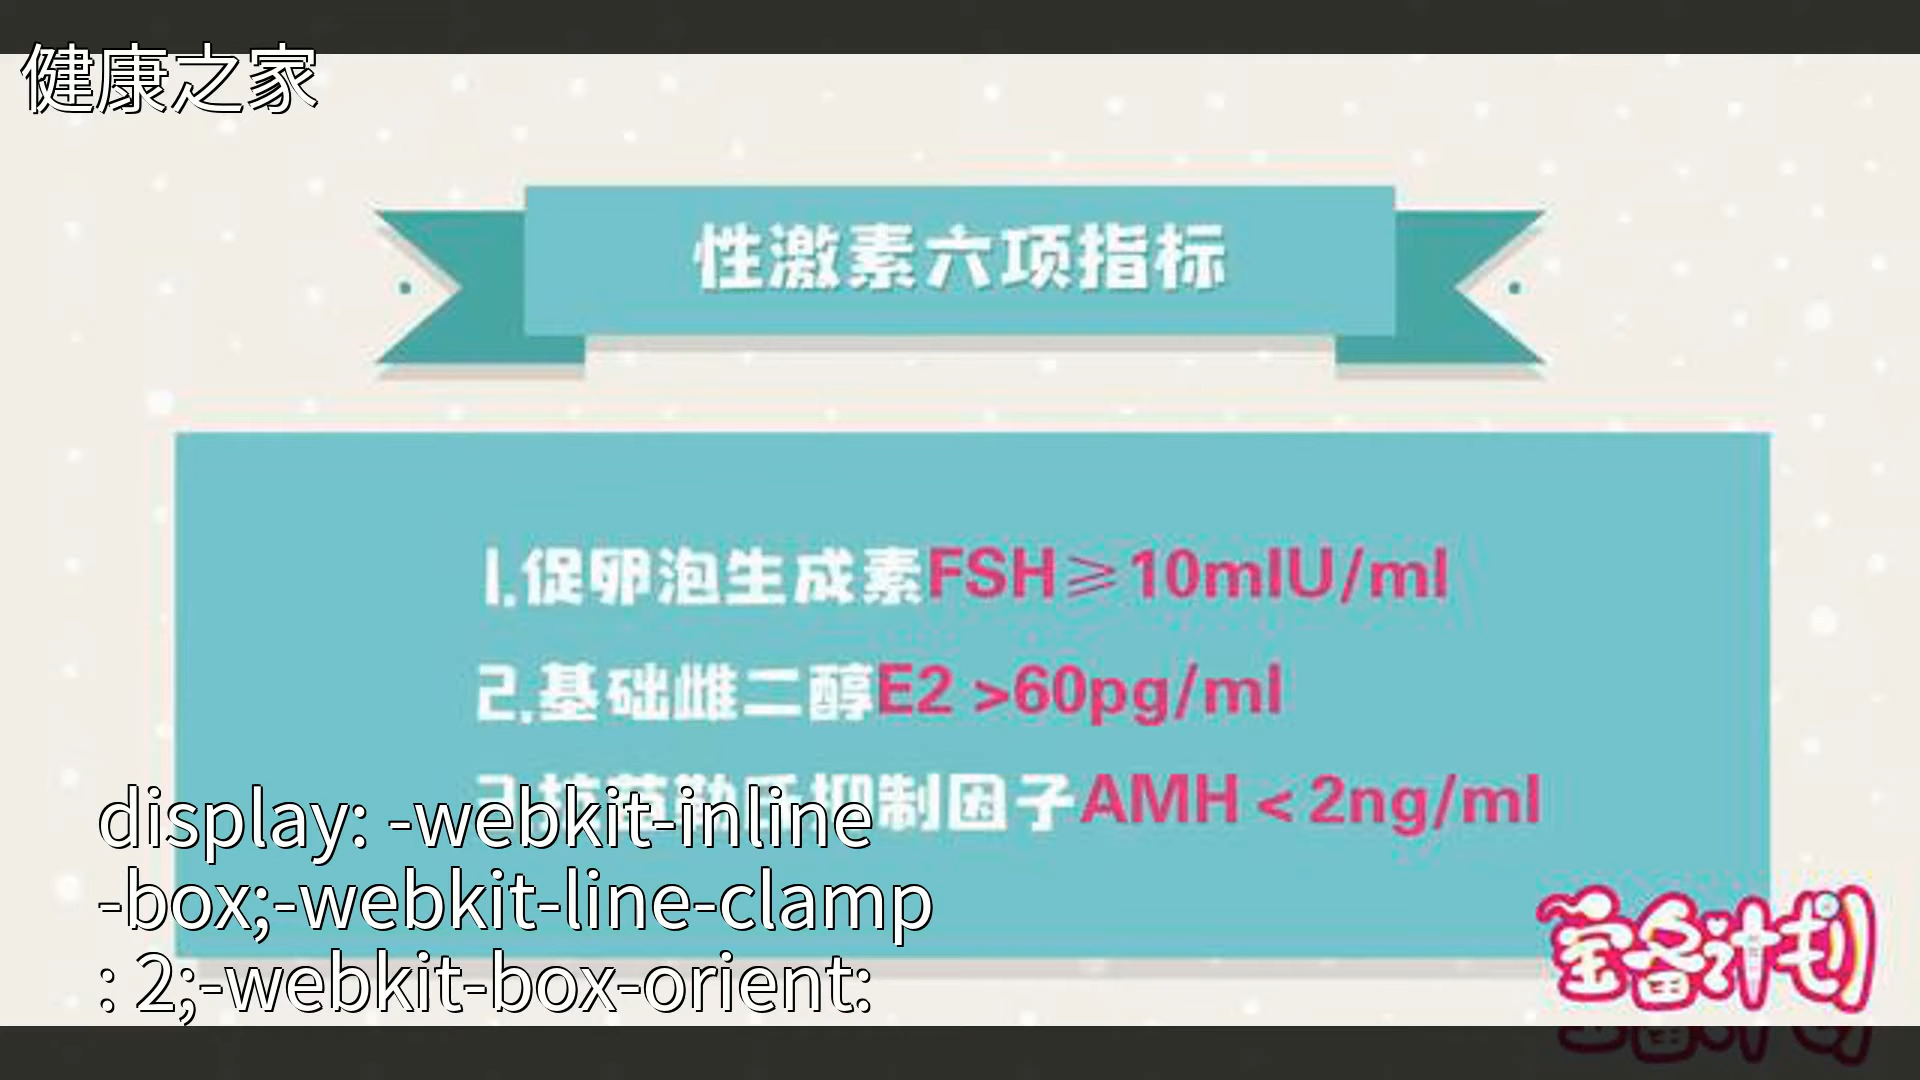 健康之家
性激素六项指标
1.促卵泡生成素FSH≥10mIU/ml
2.基础雌二醇E2 >60pg/ml
抑制因子AMH<2ng/ml
display: -webkit-inline
-box;-webkit-line-clamp
: 2;-webkit-box-orient:
宝备计划